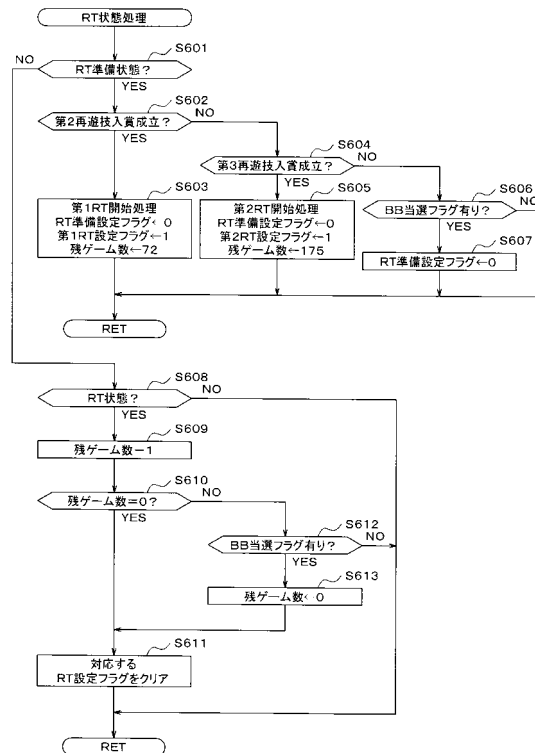 RT状態処理
S601
NO
RT準備状態?
YES
S602
第2再遊技入賞成立?
NO
YES
S604
第3再遊技入賞成立?
NO
YES
S603
第1RT開始処理
RT準備設定フラグ←0
第1RT設定フラグ←1
残ゲーム数←72
S605
第2RT開始処理
RT準備設定フラグ←0
第2RT設定フラグ←1
残ゲーム数←175
S606
BB当選フラグ有り?
NO
YES
S607
RT準備設定フラグ←0
RET
S608
RT状態?
NO
YES
S609
残ゲーム数-1
S610
残ゲーム数=0?
NO
YES
S612
BB当選フラグ有り?
NO
YES
S613
残ゲーム数←0
S611
対応する
RT設定フラグをクリア
RET